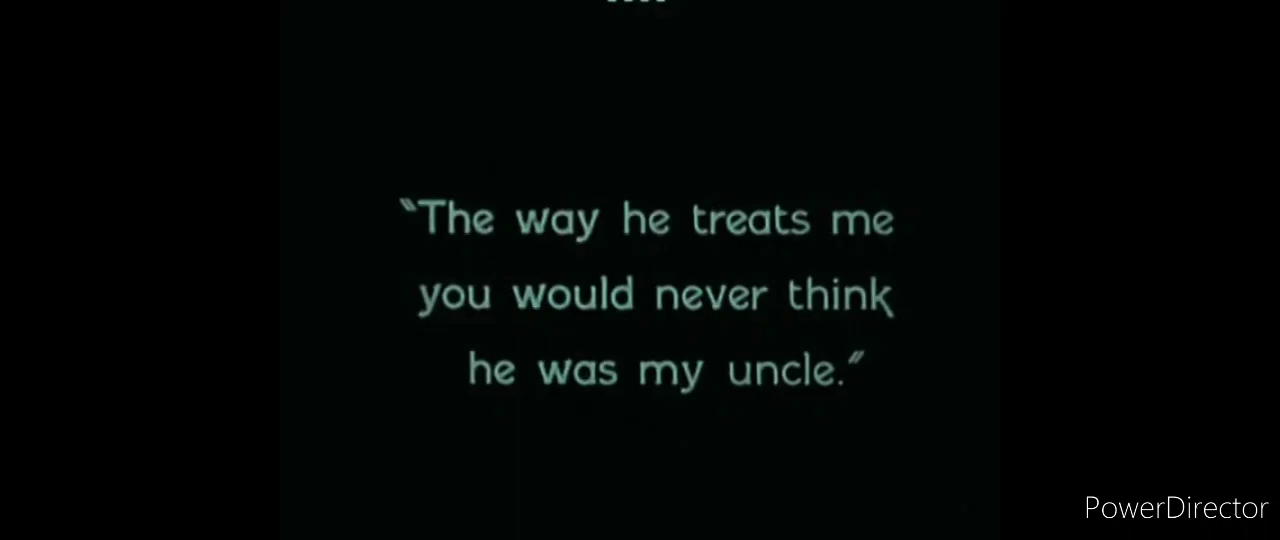 “The way he treats me
you would never think
he was my uncle.”
PowerDirector